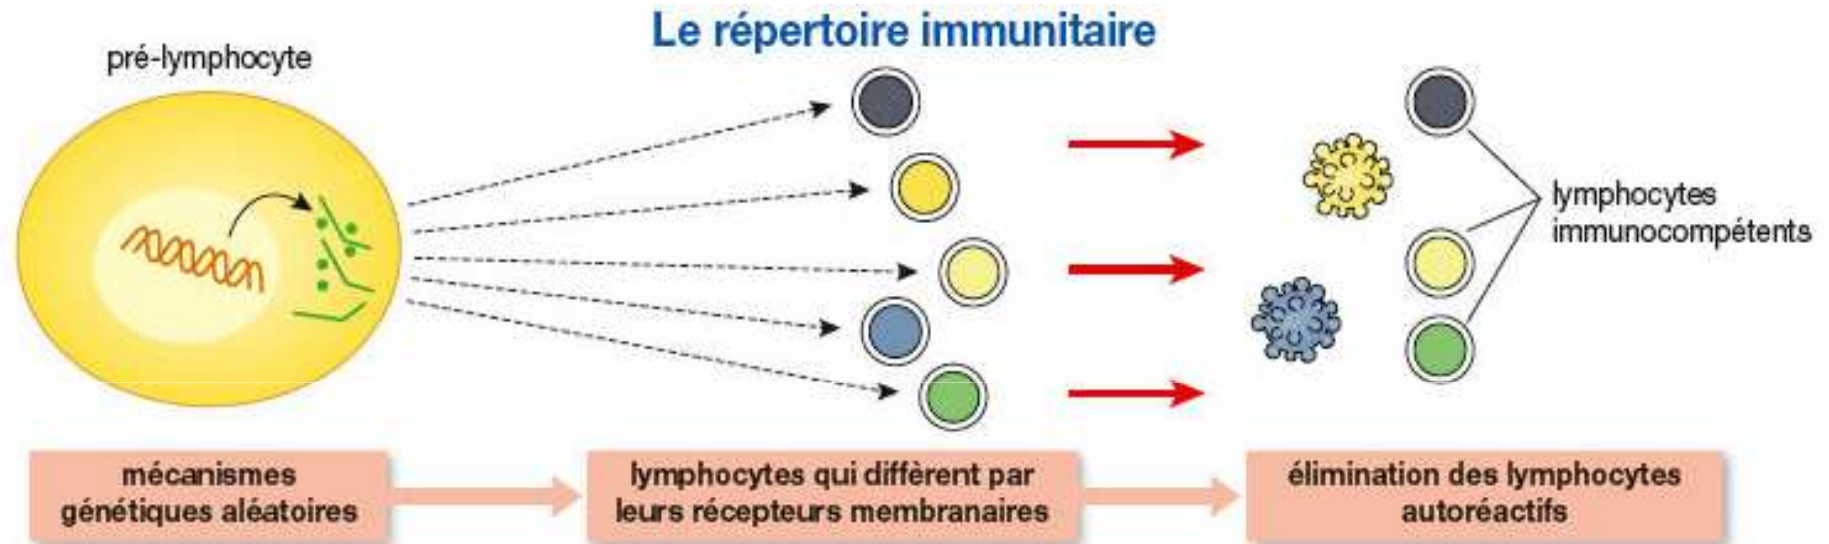 Le répertoire immunitaire
pré-lymphocyte
lymphocytes
immunocompétents
mécanismes
génétiques aléatoires
lymphocytes qui diffèrent par
leurs récepteurs membranaires
élimination des lymphocytes
autoréactifs